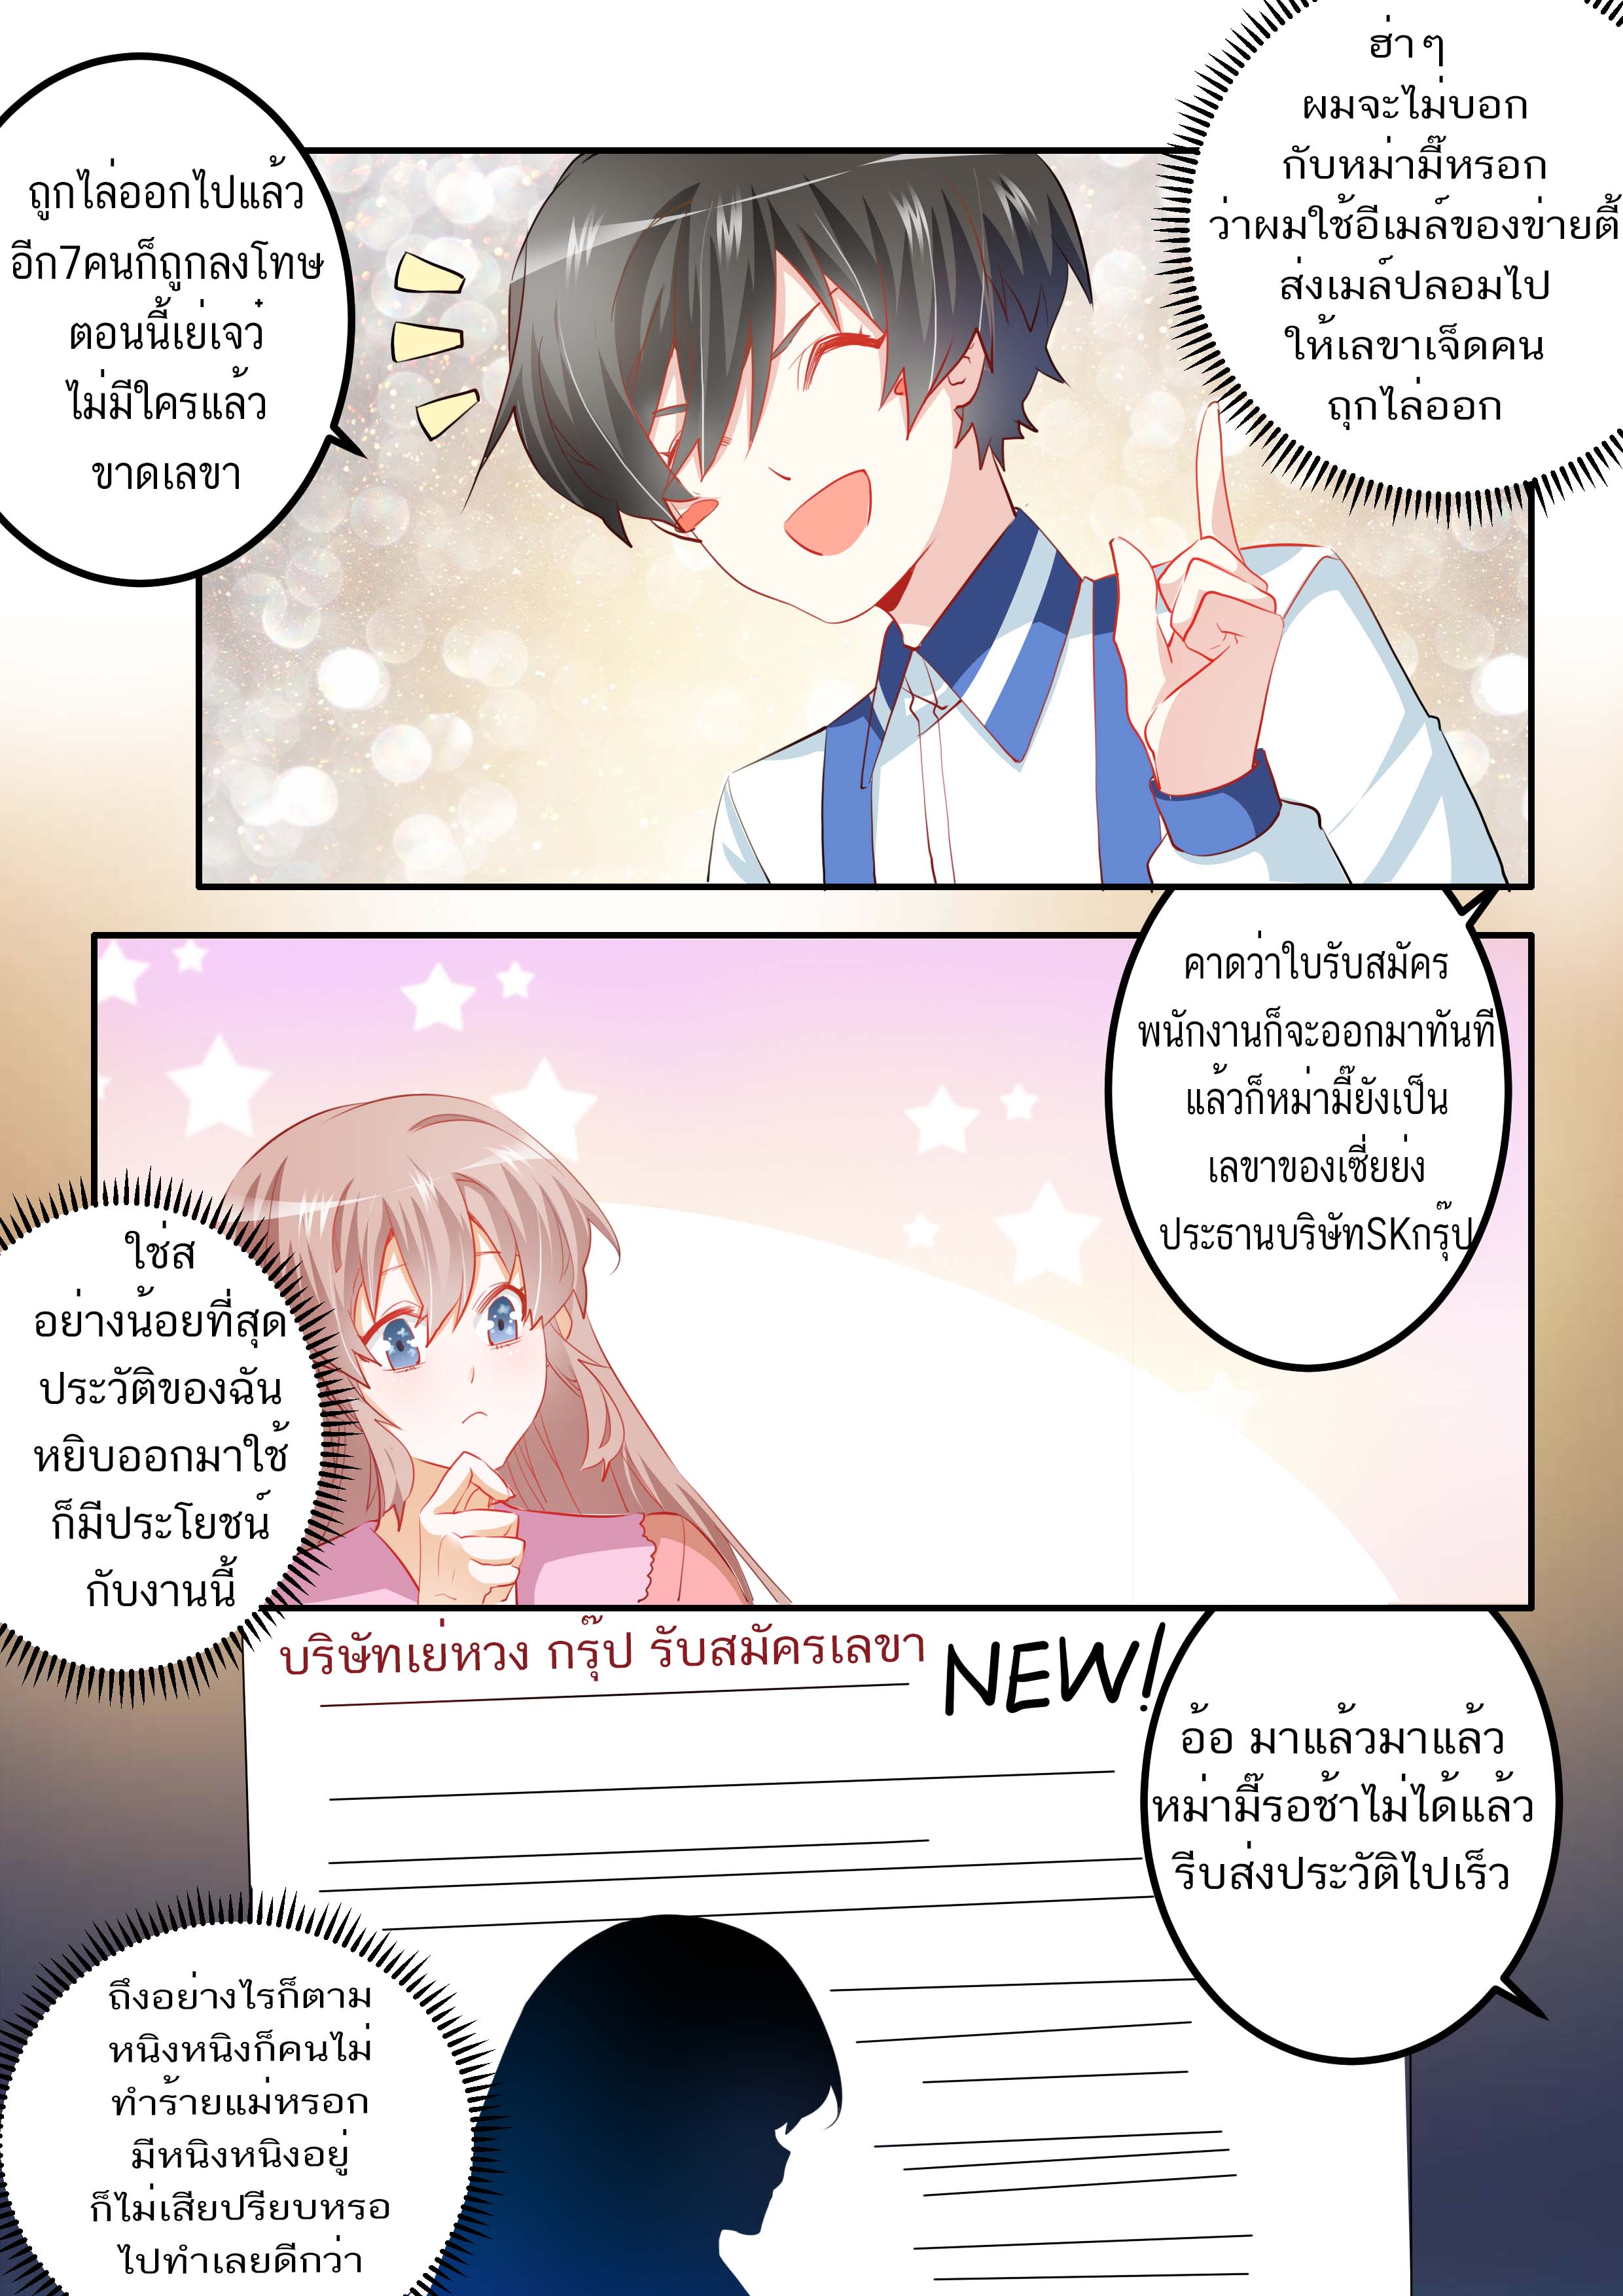 ถูกไล่ออกไปแล้ว
อีก7คนก็ถูกลงโทษ
ตอนนี้เย่เจว๋
ไม่มีใครแล้ว
ขาดเลขา
ฮ่าๆ
ผมจะไม่บอก
กับหม่ามี๊หรอก
ว่าผมใช้อีเมล์ของข่ายตี้
ส่งเมล์ปลอมไป
ให้เลขาเจ็ดคน
ถุกไล่ออก
คาดว่าใบรับสมัคร
พนักงานก็จะออกมาทันที
แล้วก็หม่ามี๊ยังเป็น
เลขาของเซี่ยย่ง
ประธานบริษัทSKกรุ๊ป
ใช่ส
อย่างน้อยที่สุด
ประวัติของฉัน
หยิบออกมาใช้
ก็มีประโยชน์
กับงานนี้
บริษัทเย่หวง กรุ๊ป รับสมัครเลขา
NEW!
อ้อ มาแล้วมาแล้ว
หม่ามี๊รอช้าไม่ได้แล้ว
รีบส่งประวัติไปเร็ว
ถึงอย่างไรก็ตาม
หนิงหนิงก็คนไม่
ทำร้ายแม่หรอก
มีหนิงหนิงอยู่
ก็ไม่เสียปรียบหรอ
ไปทำเลยดีกว่า